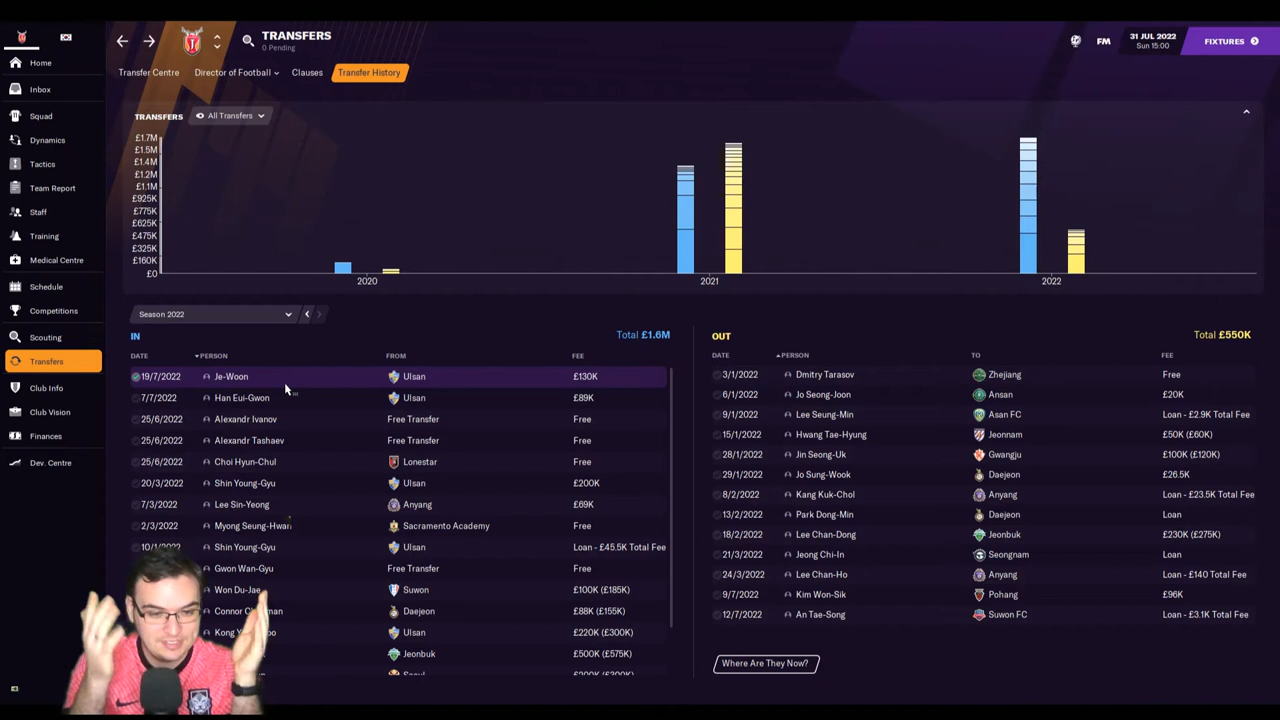 TRANSFERS
0 Pending
FM
31 JUL 2022
Sun 15:00
FIXTURES
Transfer Centre
Director of Football
Clauses
Transfer History
Home
Inbox
Squad
Dynamics
Tactics
Team Report
Staff
Training
Medical Centre
Schedule
Competitions
Scouting
Transfers
Club Info
Club Vision
Finances
Dev. Centre
TRANSFERS
All Transfers
£1.7M
£1.5M
£1.4M
£1.2M
£1.1M
£925K
£775K
£625K
£475K
£325K
£160K
£0
2020
2021
2022
Season 2022
IN
Total £1.6M
DATE PERSON FROM FEE
19/7/2022 Je-Woon Ulsan £130K
7/7/2022 Han Eui-Gwon Ulsan £89K
25/6/2022 Alexandr Ivanov Free Transfer Free
25/6/2022 Alexandr Tashaev Free Transfer Free
25/6/2022 Choi Hyun-Chul Lonestar Free
20/3/2022 Shin Young-Gyu Ulsan £200K
7/3/2022 Lee Sin-Yeong Anyang £69K
2/3/2022 Myong Seung-Hwan Sacramento Academy Free
Shin Young-Gyu Ulsan Loan - £45.5K Total Fee
Gwon Wan-Gyu Free Transfer Free
Won Du-Jae Suwon £100K (£185K)
Connor Daejeon £88K (£155K)
Ulsan £220K (£300K)
Jeonbuk £500K (£575K)
OUT
Total £550K
DATE PERSON TO FEE
3/1/2022 Dmitry Tarasov Zhejiang Free
6/1/2022 Jo Seong-Joon Ansan £20K
9/1/2022 Lee Seung-Min Asan FC Loan - £2.9K Total Fee
15/1/2022 Hwang Tae-Hyung Jeonnam £50K (£60K)
28/1/2022 Jin Seong-Uk Gwangju £100K (£120K)
29/1/2022 Jo Sung-Wook Daejeon £26.5K
8/2/2022 Kang Kuk-Chol Anyang Loan - £23.5K Total Fee
13/2/2022 Park Dong-Min Daejeon Loan
18/2/2022 Lee Chan-Dong Jeonbuk £230K (£275K)
21/3/2022 Jeong Chi-In Seongnam Loan
24/3/2022 Lee Chan-Ho Anyang Loan - £140 Total Fee
9/7/2022 Kim Won-Sik Pohang £96K
12/7/2022 An Tae-Song Suwon FC Loan - £3.1K Total Fee
Where Are They Now?